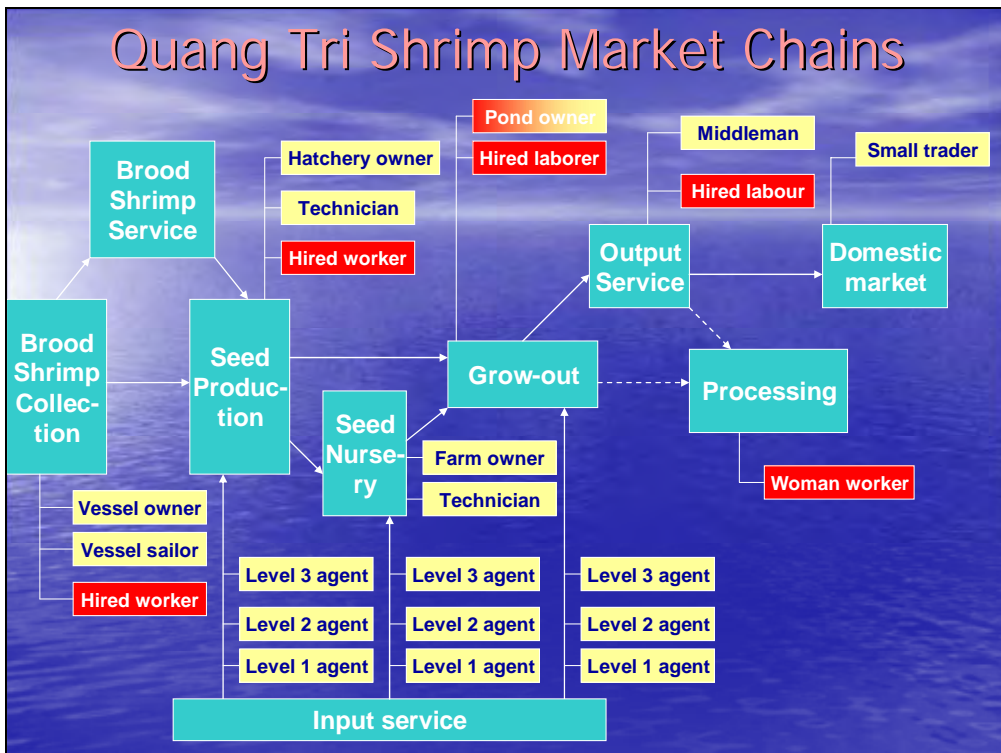 Quang Tri Shrimp Market Chains
Pond owner
Middleman
Small trader
Hatchery owner
Hired laborer
Brood
Shrimp
Service
Technician
Hired labour
Hired worker
Output
Service
Domestic
market
Brood
Shrimp
Collec-
tion
Seed
Produc-
tion
Grow-out
Processing
Seed
Nurse-
ry
Farm owner
Technician
Woman worker
Vessel owner
Vessel sailor
Hired worker
Level 3 agent
Level 3 agent
Level 3 agent
Level 2 agent
Level 2 agent
Level 2 agent
Level 1 agent
Level 1 agent
Level 1 agent
Input service